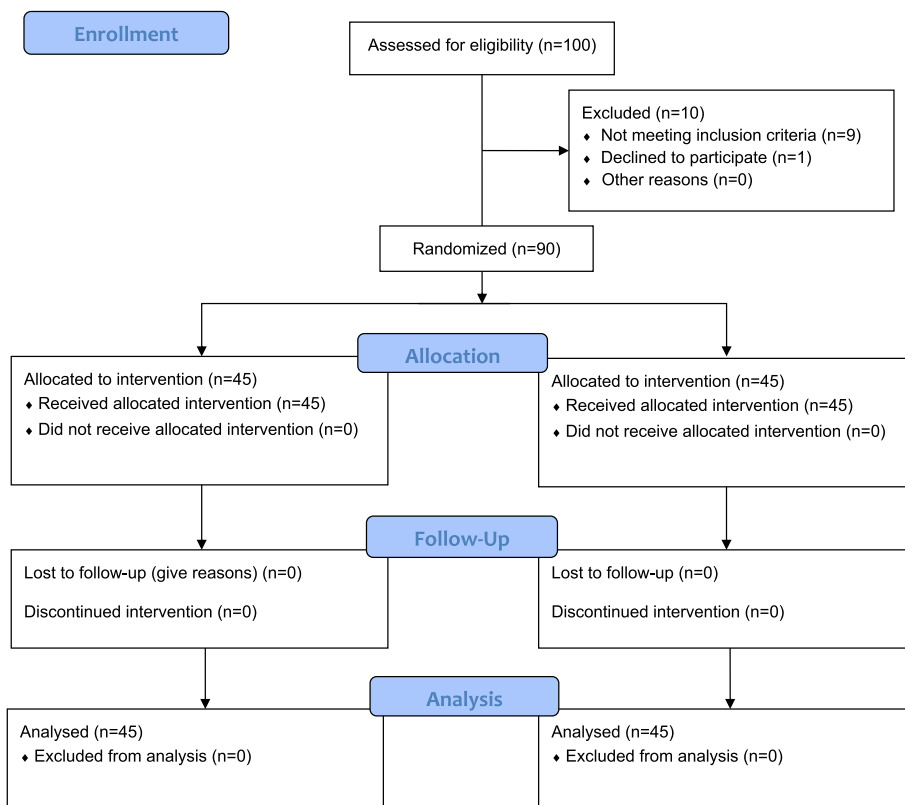 Enrollment
Assessed for eligibility (n=100)
Excluded (n=10)
♦ Not meeting inclusion criteria (n=9)
♦ Declined to participate (n=1)
♦ Other reasons (n=0)
Randomized (n=90)
Allocation
Allocated to intervention (n=45)
♦ Received allocated intervention (n=45)
♦ Did not receive allocated intervention (n=0)
Allocated to intervention (n=45)
♦ Received allocated intervention (n=45)
♦ Did not receive allocated intervention (n=0)
Follow-Up
Lost to follow-up (give reasons) (n=0)
Discontinued intervention (n=0)
Lost to follow-up (n=0)
Discontinued intervention (n=0)
Analysis
Analysed (n=45)
♦ Excluded from analysis (n=0)
Analysed (n=45)
♦ Excluded from analysis (n=0)